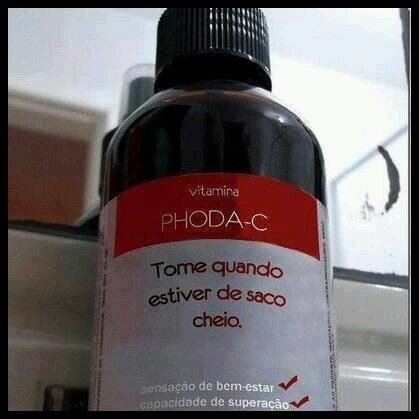 vitamina
PHODA-C
Tome quando
estiver de saco
cheio.
sensação de bem-estar
capacidade de superação